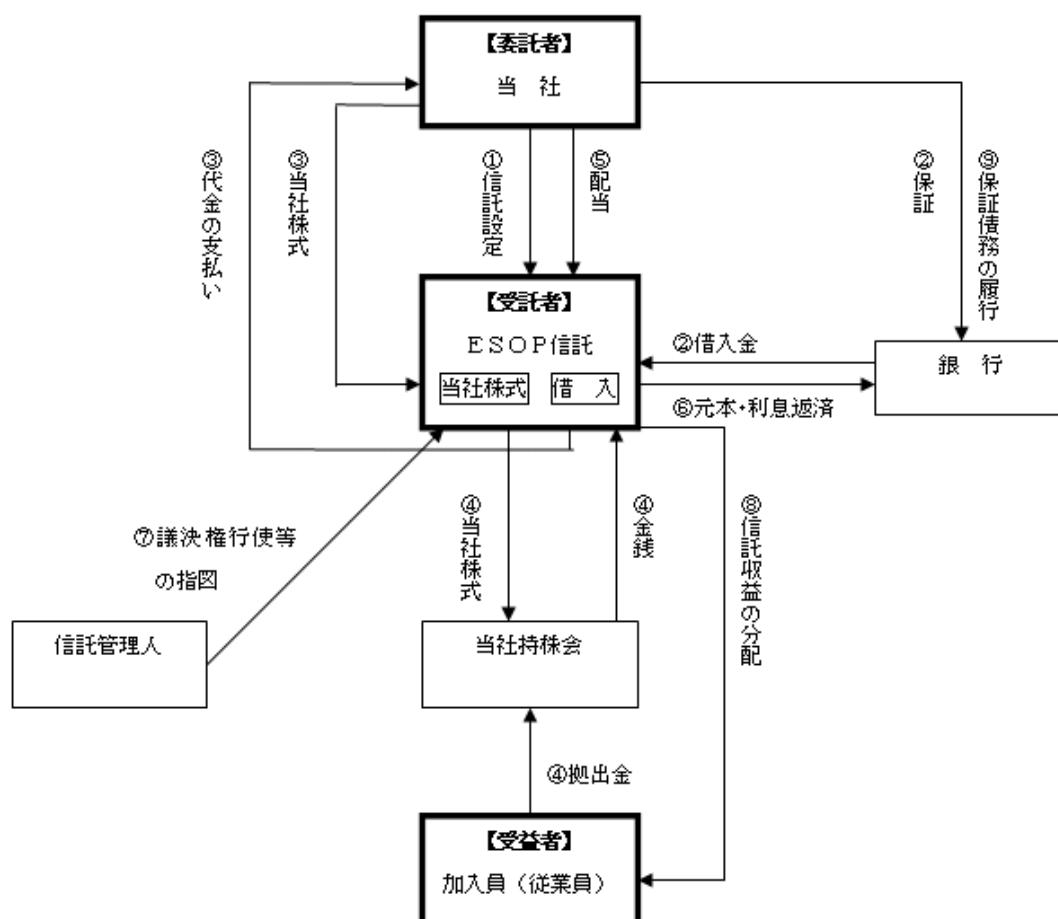 【委託者】
当 社
③代金の支払い
③当社株式
①信託設定
⑤配当
②保証
⑨保証債務の履行
【受託者】
ESOP信託
当社株式
借 入
②借入金
銀 行
⑥元本・利息返済
⑦議決権行使等
の指図
④当社株式
④金銭
⑧信託収益の分配
信託管理人
当社持株会
④拠出金
【受益者】
加入員（従業員）